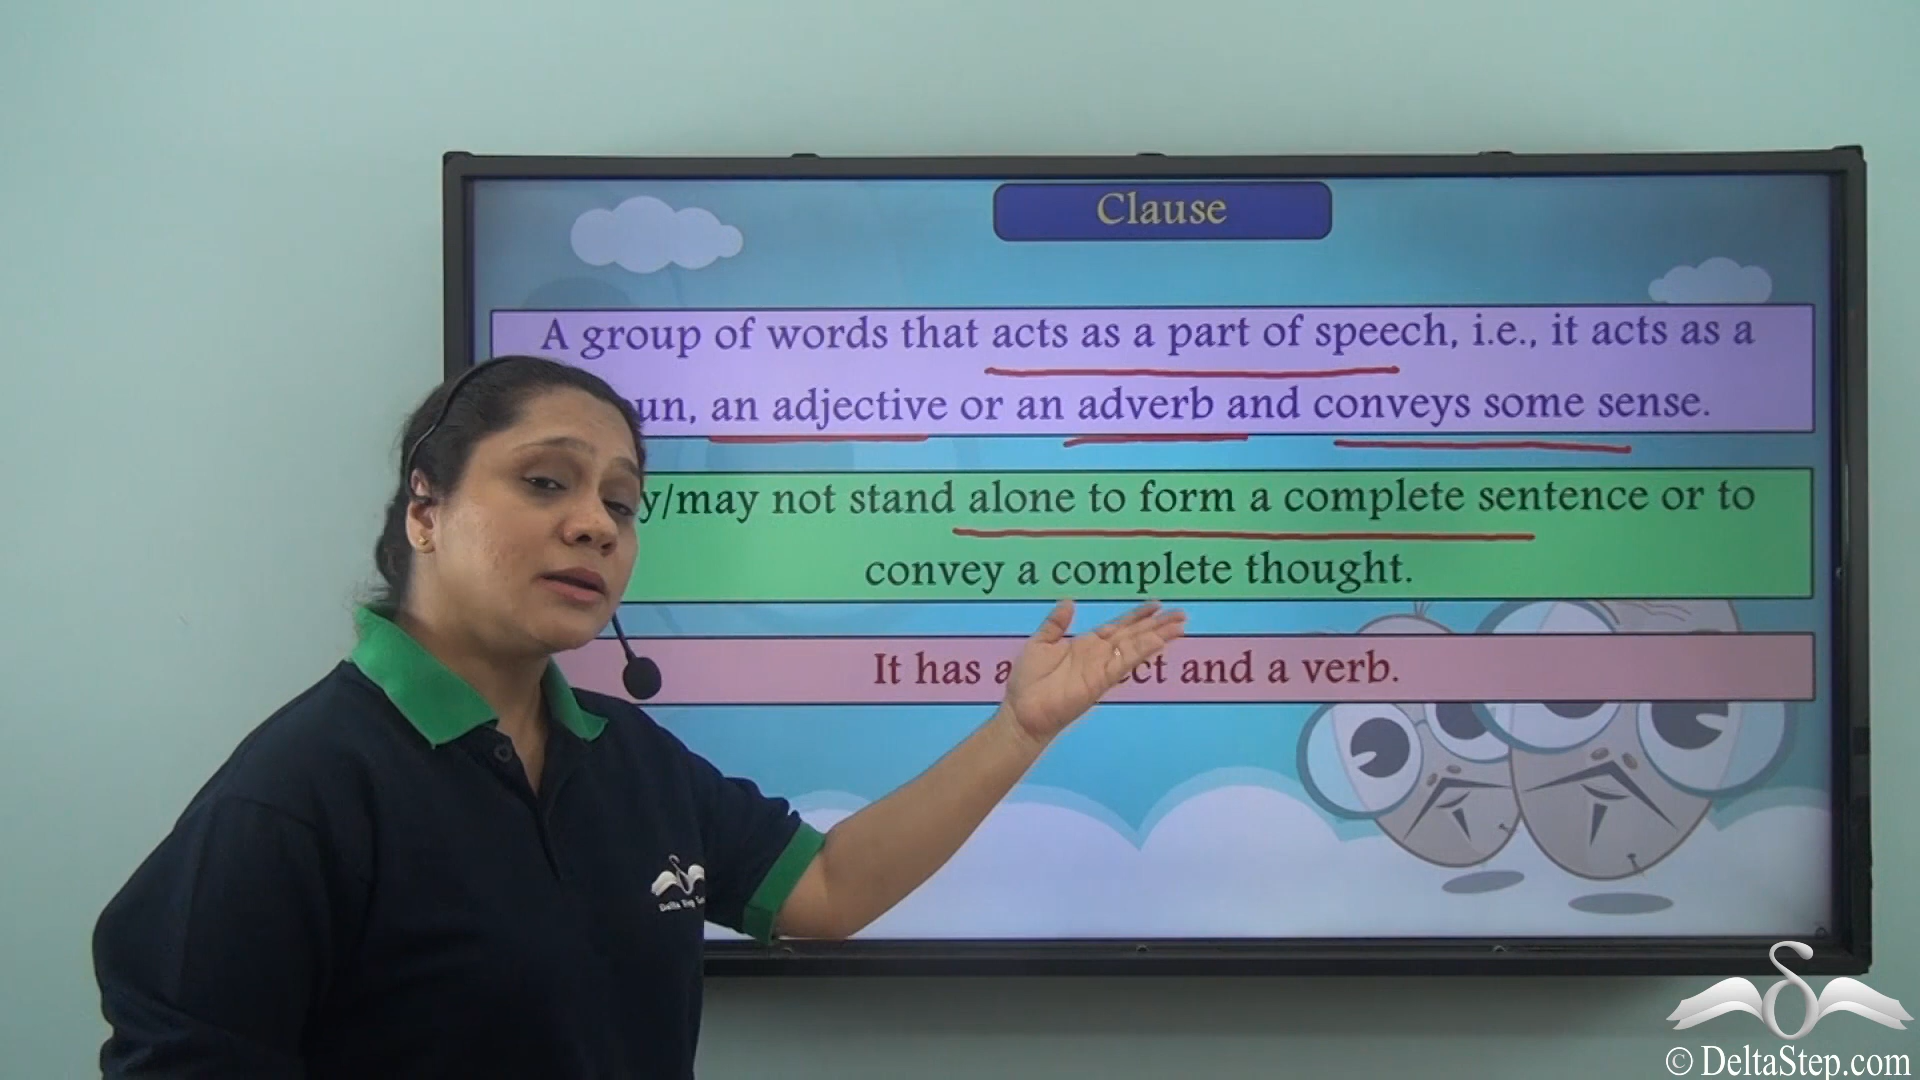 Clause
A group of words that acts as a part of speech, i.e., it acts as a
an adjective or an adverb and conveys some sense.
may not stand alone to form a complete sentence or to
convey a complete thought.
It has and a verb.
© DeltaStep.com